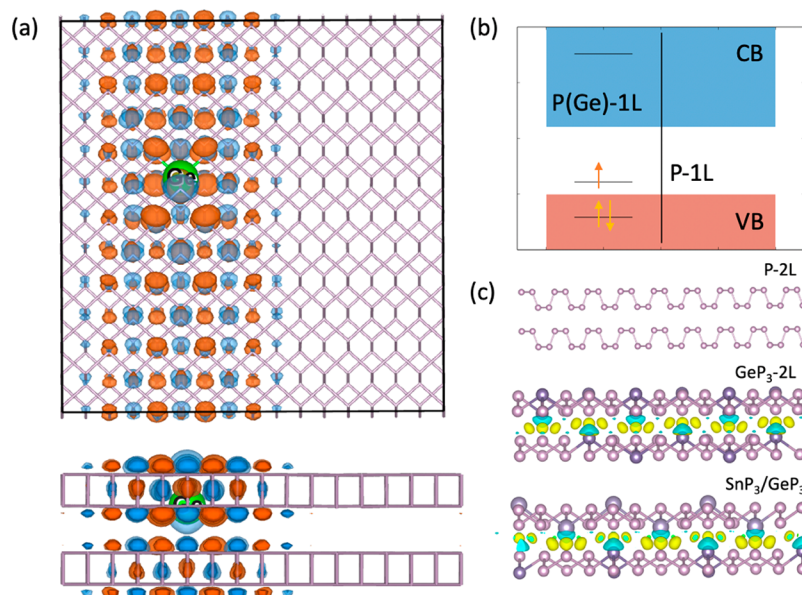 (a)
(b)
CB
P(Ge)-1L
P-1L
VB
P-2L
(c)
GeP₃-2L
SnP₃/GeP₃